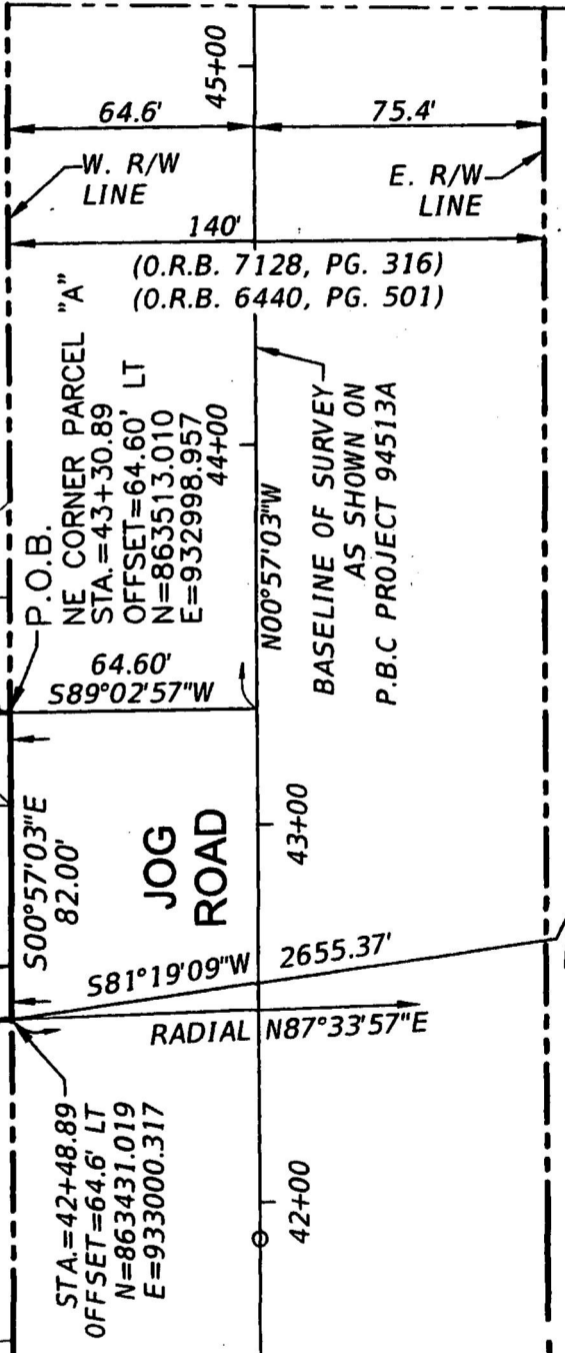 45+00
64.6'
75.4'
W. R/W
LINE
E. R/W
LINE
140'
(O.R.B. 7128, PG. 316)
(O.R.B. 6440, PG. 501)
P.O.B.
NE CORNER PARCEL "A"
STA.=43+30.89
OFFSET=64.60' LT
N=863513.010
E=932998.957
44+00
64.60'
S89°02'57"W
N00°57'03"W
BASELINE OF SURVEY
AS SHOWN ON
P.B.C PROJECT 94513A
S00°57'03"E
82.00'
JOG
ROAD
43+00
S81°19'09"W 2655.37'
RADIAL N87°33'57"E
STA.=42+48.89
OFFSET=64.6' LT
N=863431.019
E=933000.317
42+00